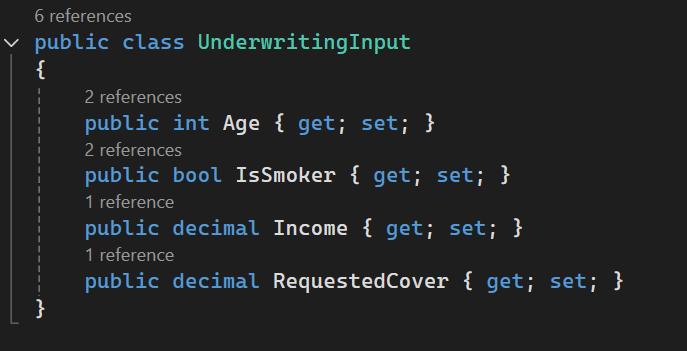 6 references
public class UnderwritingInput
{
2 references
public int Age { get; set; }
2 references
public bool IsSmoker { get; set; }
1 reference
public decimal Income { get; set; }
1 reference
public decimal RequestedCover { get; set; }
}